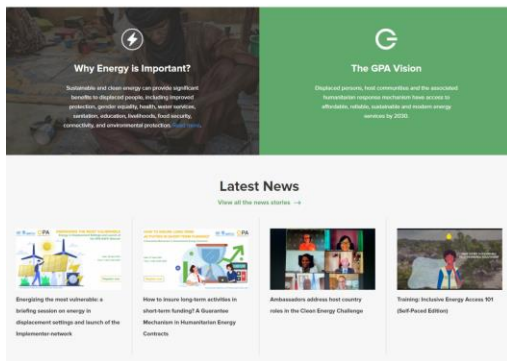 Why Energy is Important?
Sustainable and clean energy can provide significant
benefits to displaced people, including improved
protection, gender equality, health, water services,
sanitation, education, livelihoods, food security,
connectivity, and environmental protection. Read more.
The GPA Vision
Displaced persons, host communities and the associated
humanitarian response mechanism have access to
affordable, reliable, sustainable and modern energy
services by 2030.
Latest News
View all the news stories →
Energizing the most vulnerable: a
briefing session on energy in
displacement settings and launch of the
Implementer-network
How to insure long-term activities in
short-term funding? A Guarantee
Mechanism in Humanitarian Energy
Contracts
Ambassadors address host country
roles in the Clean Energy Challenge
Training: Inclusive Energy Access 101
(Self-Paced Edition)